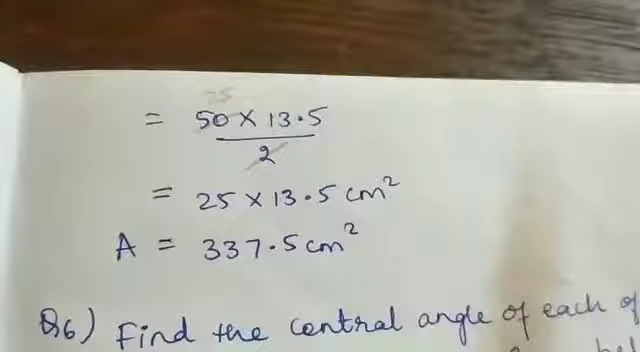 25
= 50 × 13.5
2
= 25 × 13.5 cm²
A = 337.5 cm²
Q6) Find the central angle of each of